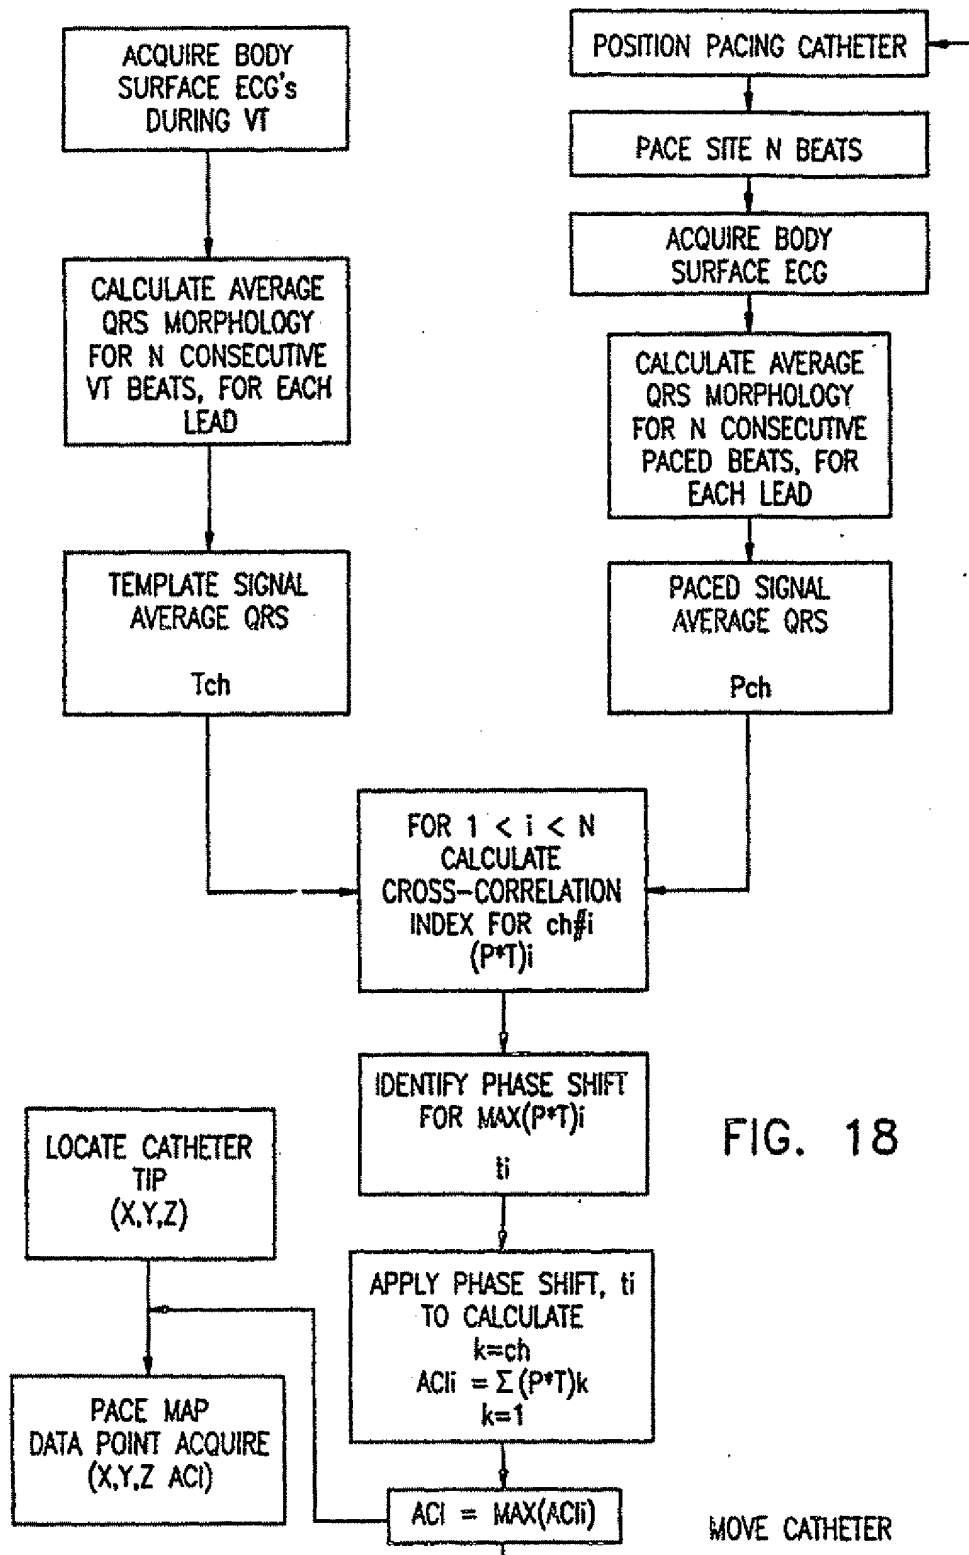 ACQUIRE BODY
SURFACE ECG's
DURING VT
CALCULATE AVERAGE
QRS MORPHOLOGY
FOR N CONSECUTIVE
VT BEATS, FOR EACH
LEAD
TEMPLATE SIGNAL
AVERAGE QRS
Tch
POSITION PACING CATHETER
PACE SITE N BEATS
ACQUIRE BODY
SURFACE ECG
CALCULATE AVERAGE
QRS MORPHOLOGY
FOR N CONSECUTIVE
PACED BEATS, FOR
EACH LEAD
PACED SIGNAL
AVERAGE QRS
Pch
FOR 1 < i < N
CALCULATE
CROSS-CORRELATION
INDEX FOR ch#i
(P*T)i
IDENTIFY PHASE SHIFT
FOR MAX(P*T)i
ti
APPLY PHASE SHIFT, ti
TO CALCULATE
k=ch
ACIi = Σ(P*T)k
k=1
ACI = MAX(ACIi)
LOCATE CATHETER
TIP
(X,Y,Z)
PACE MAP
DATA POINT ACQUIRE
(X,Y,Z ACI)
FIG. 18
MOVE CATHETER